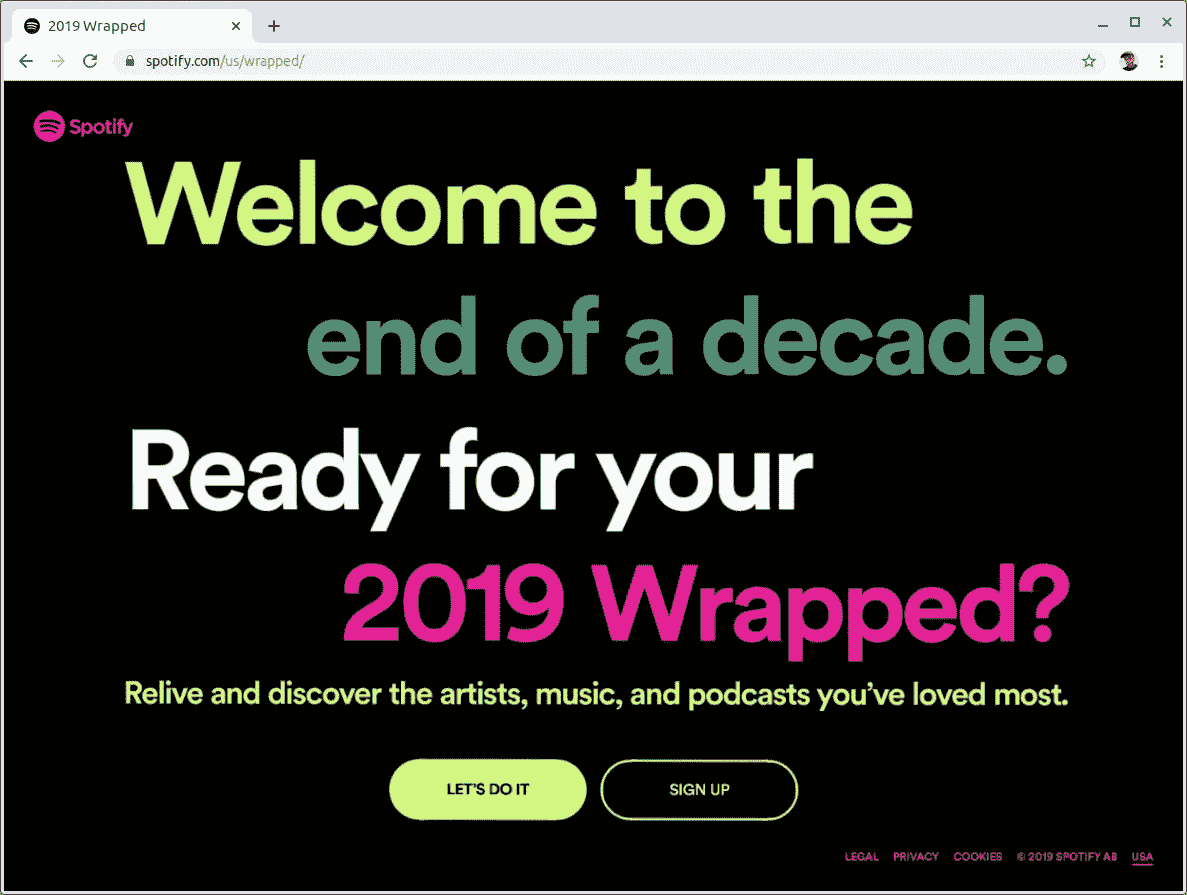 2019 Wrapped
spotify.com/us/wrapped/
Spotify
Welcome to the
end of a decade.
Ready for your
2019 Wrapped?
Relive and discover the artists, music, and podcasts you’ve loved most.
LET’S DO IT SIGN UP
LEGAL PRIVACY COOKIES © 2019 SPOTIFY AB USA